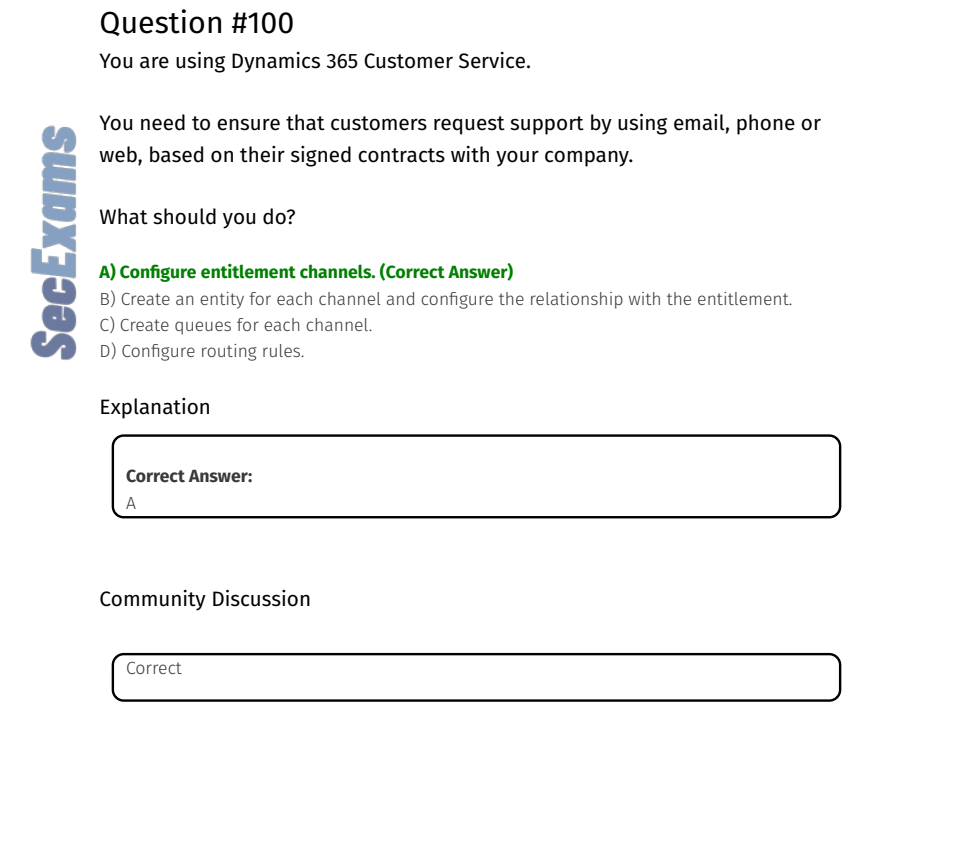 Question #100
You are using Dynamics 365 Customer Service.
You need to ensure that customers request support by using email, phone or
web, based on their signed contracts with your company.
What should you do?
SecExams
A) Configure entitlement channels. (Correct Answer)
B) Create an entity for each channel and configure the relationship with the entitlement.
C) Create queues for each channel.
D) Configure routing rules.
Explanation
Correct Answer:
A
Community Discussion
Correct